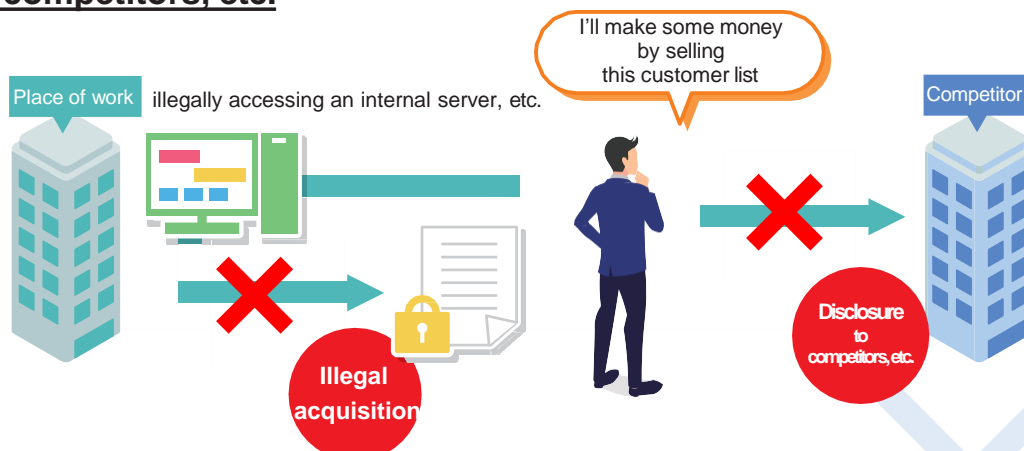 competitors, etc.
I'll make some money
by selling
this customer list
Place of work
illegally accessing an internal server, etc.
Competitor
Disclosure
to
competitors, etc.
Illegal
acquisition